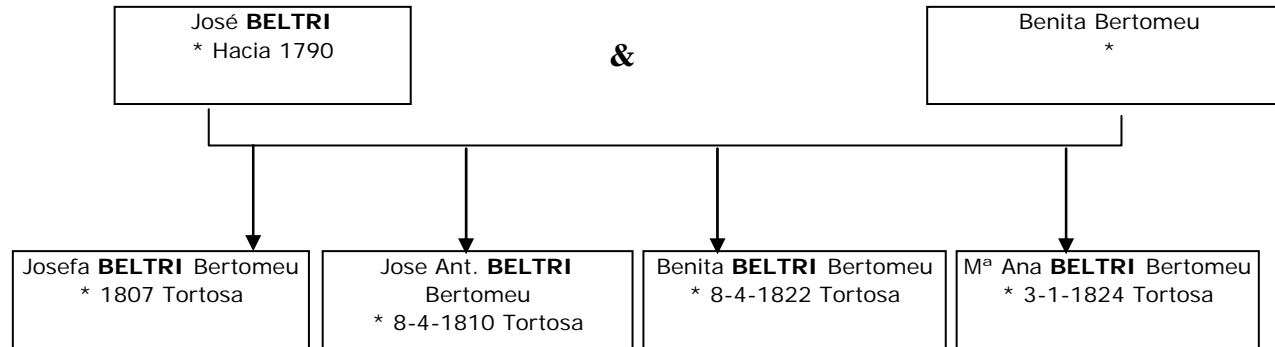 José BELTRI
* Hacia 1790
&
Benita Bertomeu
*
Josefa BELTRI Bertomeu
* 1807 Tortosa
Jose Ant. BELTRI
Bertomeu
* 8-4-1810 Tortosa
Benita BELTRI Bertomeu
* 8-4-1822 Tortosa
Mª Ana BELTRI Bertomeu
* 3-1-1824 Tortosa